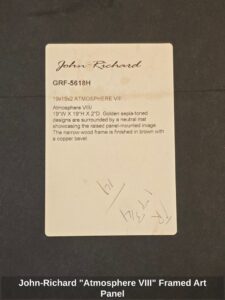 John-Richard
GRF-5618H
19x19x2 ATMOSPHERE VIII
Atmosphere VIII
19"W X 19"H X 2"D. Golden sepia-toned
designs are surrounded by a neutral mat
showcasing the raised panel-mounted image.
The narrow wood frame is finished in brown with
a copper bevel.
John-Richard "Atmosphere VIII" Framed Art
Panel